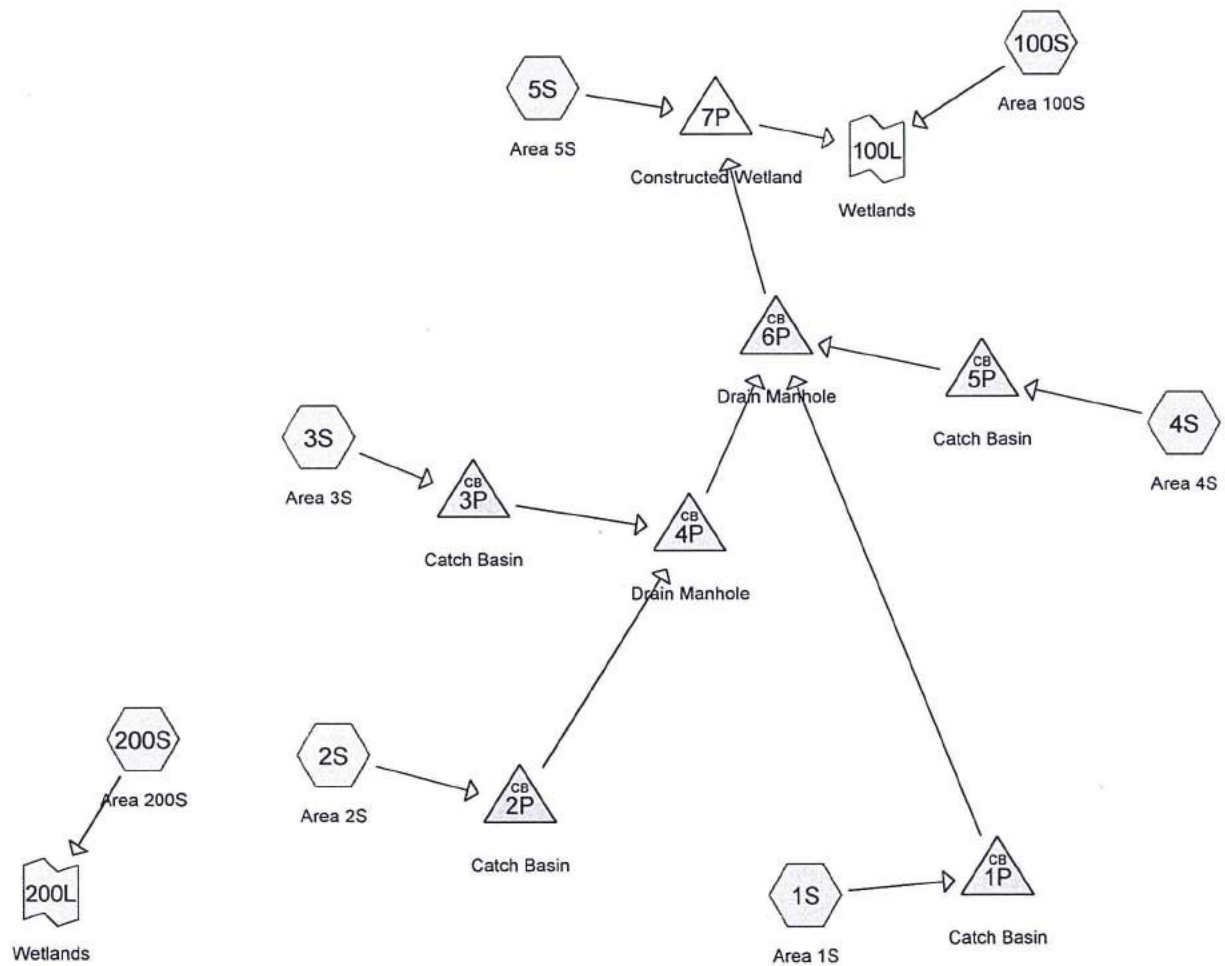 100S
Area 100S
5S
Area 5S
7P
Constructed Wetland
100L
Wetlands
CB
6P
Drain Manhole
CB
5P
Catch Basin
4S
Area 4S
3S
Area 3S
CB
3P
Catch Basin
CB
4P
Drain Manhole
200S
Area 200S
2S
Area 2S
CB
2P
Catch Basin
200L
Wetlands
1S
Area 1S
CB
1P
Catch Basin